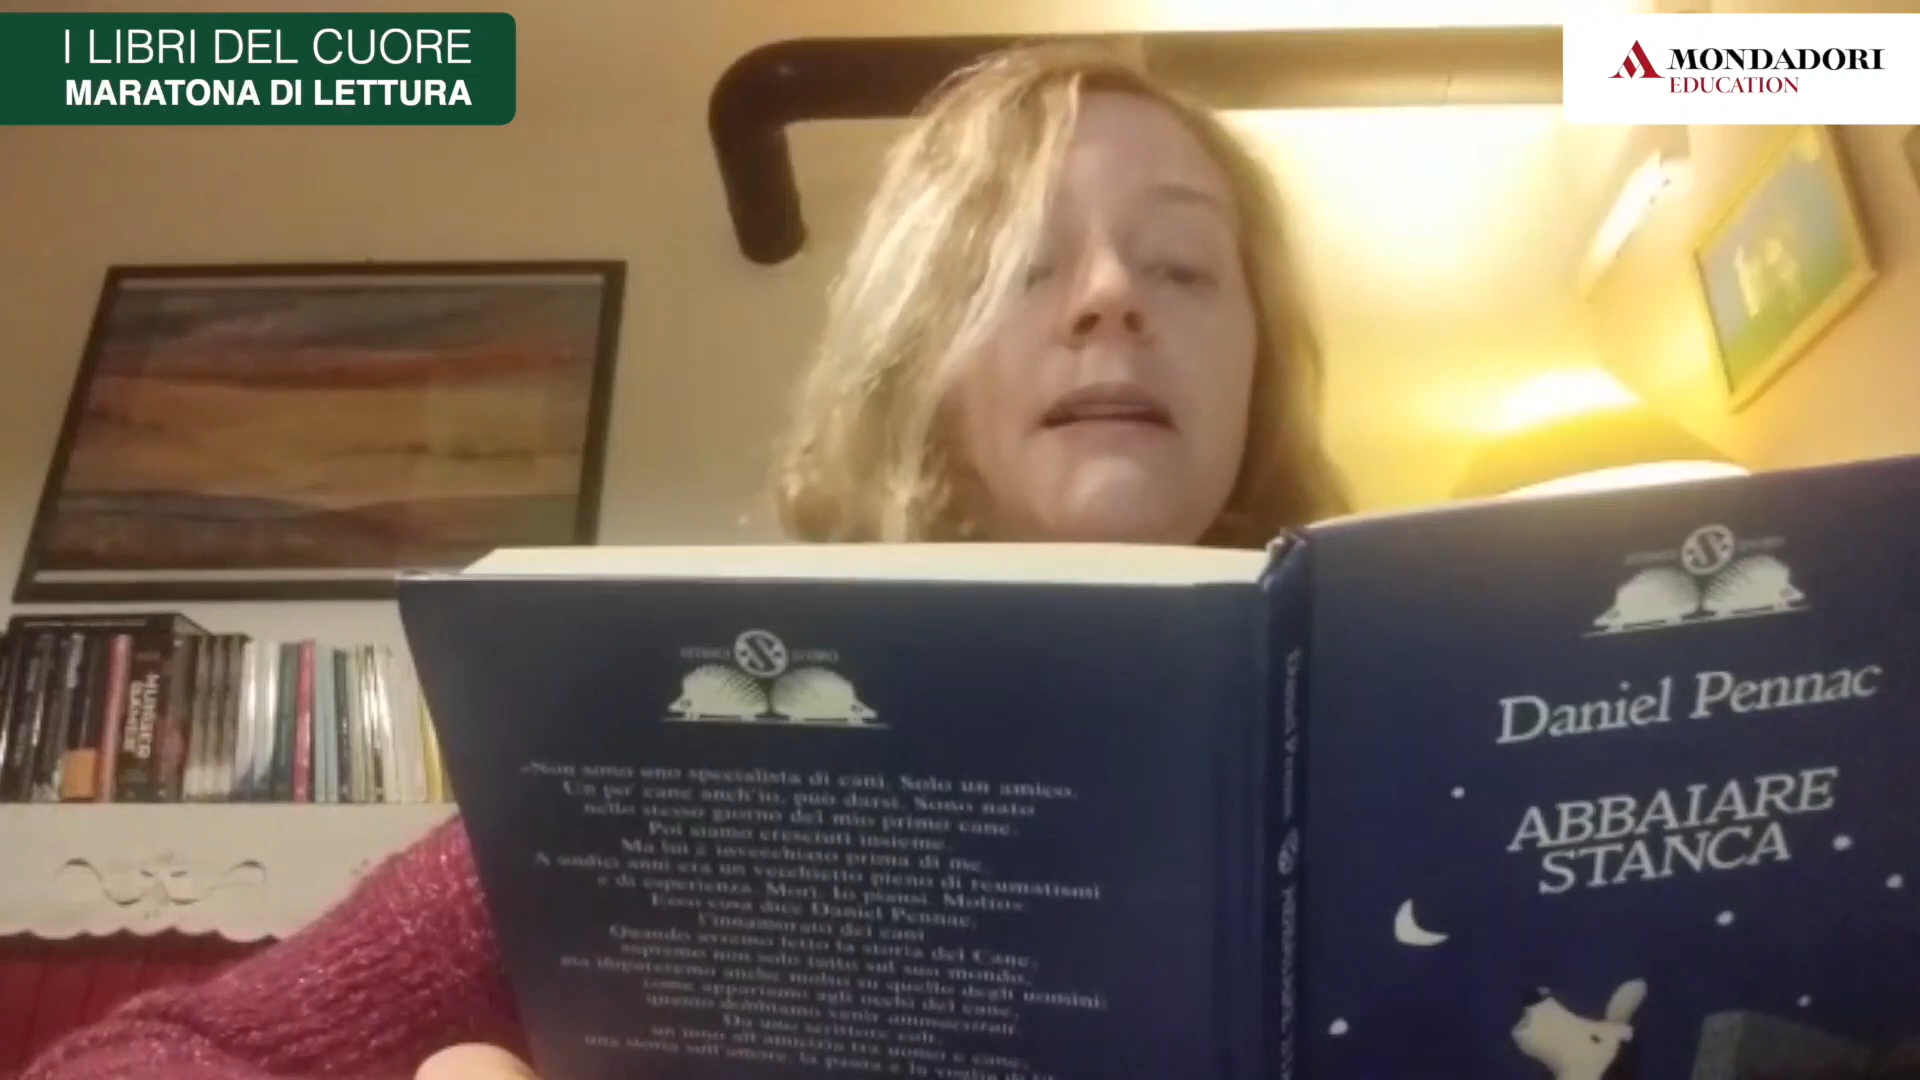 I LIBRI DEL CUORE
MARATONA DI LETTURA
MONDADORI
EDUCATION
S
«Non sono uno specialista di cani. Solo un amico.
Un po' cane anch'io, può darsi. Sono nato
nello stesso giorno del mio primo cane.
Poi siamo cresciuti insieme.
Ma lui è invecchiato prima di me.
A undici anni era un vecchietto pieno di reumatismi
e di esperienza. Morì. Io piansi. Molto»
Ecco cosa dice Daniel Pennac,
l'innamorato dei cani
Quando avremo letto la storia del Cane,
sapremo non solo tutto sul suo mondo,
ma impareremo anche molto su quello degli uomini:
come appariamo agli occhi del cane,
quanto dobbiamo venir ammaestrati
Da uno scrittore
un inno all'amicizia tra uomo e cane,
una storia sull'amore, la paura e la voglia di
Daniel Pennac
S
Daniel Pennac
ABBAIARE
STANCA